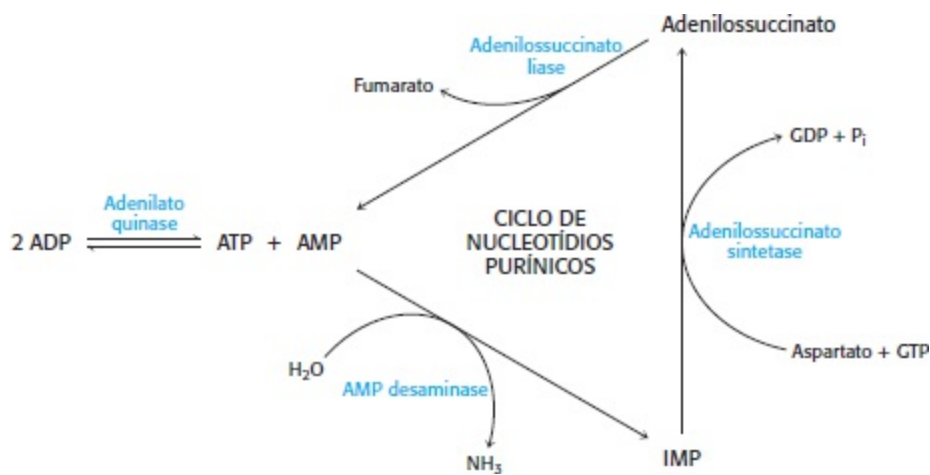 Adenilossuccinato
Adenilossuccinato
liase
Fumarato
GDP + Pi
Adenilato
quinase
2 ADP
ATP + AMP
CICLO DE
NUCLEOTÍDIOS
PURÍNICOS
Adenilossuccinato
sintetase
H₂O
AMP desaminase
Aspartato + GTP
NH₃
IMP